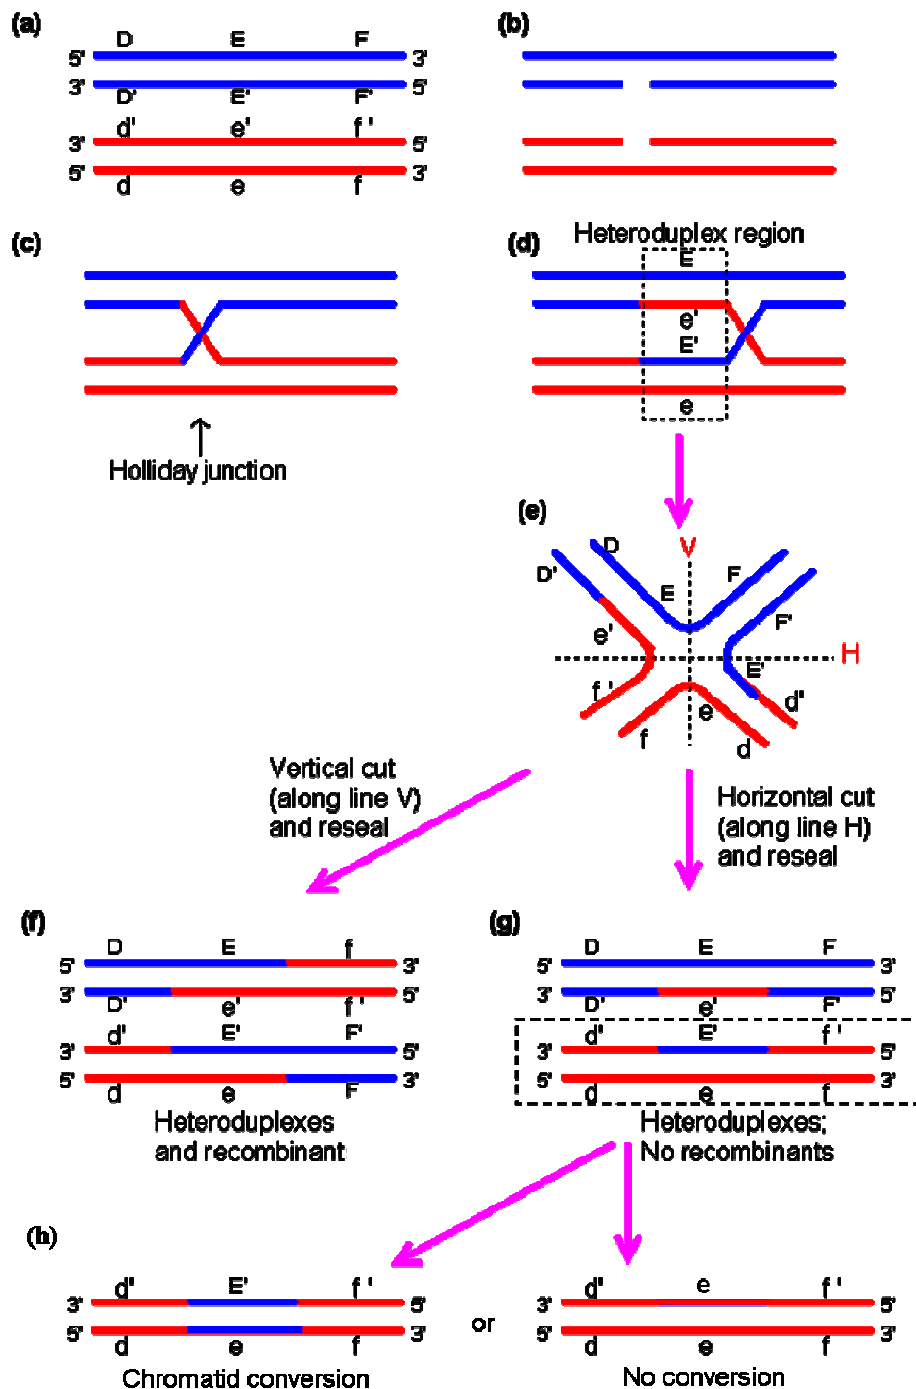 (a)
D E F
5' 3'
3' 5'
D' E' F'
d' e' f '
3' 5'
5' 3'
d e f
(b)
(c)
Holliday junction
(d)
Heteroduplex region
E
e'
E'
e
(e)
V
D
D'
E
F
F'
e'
H
E'
f '
d"
e
f
d
Vertical cut
(along line V)
and reseal
Horizontal cut
(along line H)
and reseal
(f)
D E f
5' 3'
3' 5'
D' e' f '
d" E' F'
3' 5'
5' 3'
d e F
Heteroduplexes
and recombinant
(g)
D E F
5' 3'
3' 5'
D' e' F'
d" E' f '
3' 5'
5' 3'
d e f
Heteroduplexes;
No recombinants
(h)
d" E' f '
3' 5'
5' 3'
d e f
Chromatid conversion
or
d" e f '
3' 5'
5' 3'
d e f
No conversion